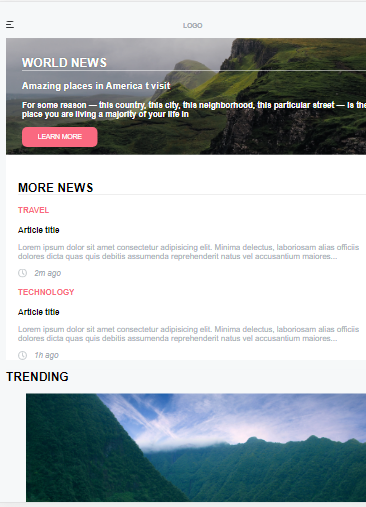 LOGO
WORLD NEWS
Amazing places in America t visit
For some reason — this country, this city, this neighborhood, this particular street — is the
place you are living a majority of your life in
LEARN MORE
MORE NEWS
TRAVEL
Article title
Lorem ipsum dolor sit amet consectetur adipisicing elit. Minima delectus, laboriosam alias officiis
dolores dicta quas quis debitis assumenda reprehenderit natus vel accusantium maiores...
2m ago
TECHNOLOGY
Article title
Lorem ipsum dolor sit amet consectetur adipisicing elit. Minima delectus, laboriosam alias officiis
dolores dicta quas quis debitis assumenda reprehenderit natus vel accusantium maiores...
1h ago
TRENDING